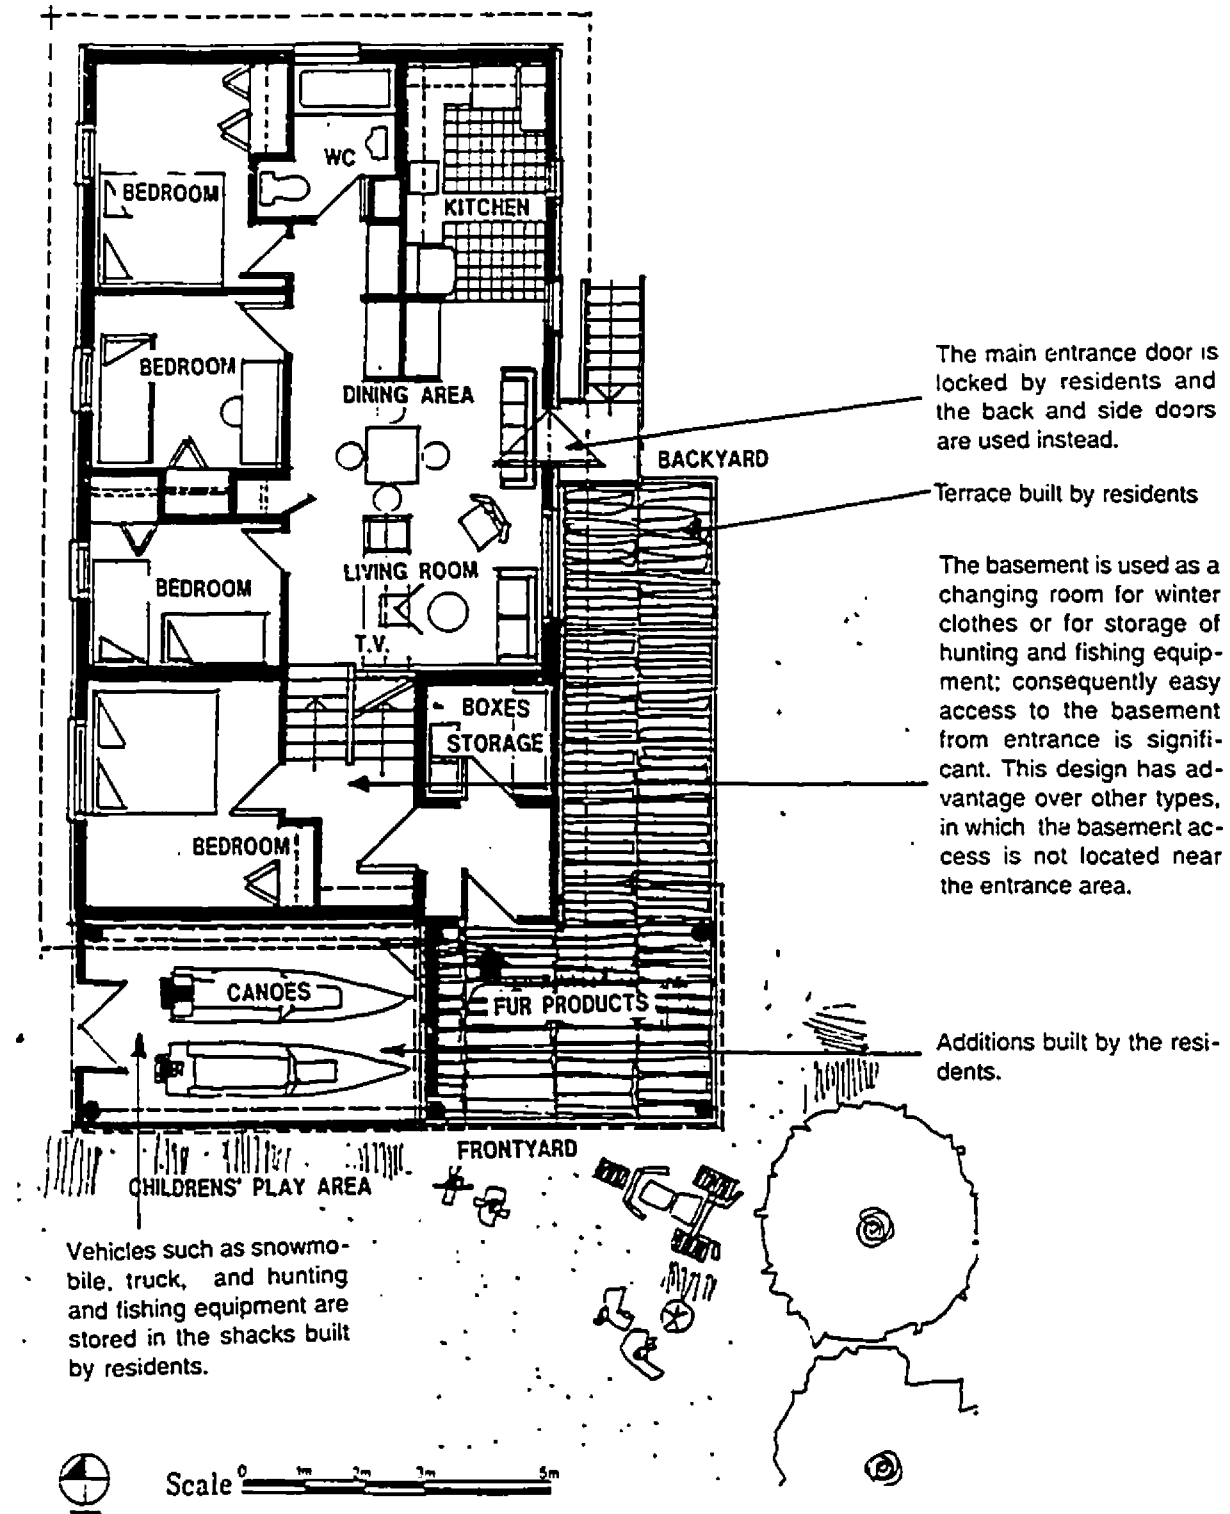 WC
BEDROOM
KITCHEN
BEDROOM
DINING AREA
The main entrance door is
locked by residents and
the back and side doors
are used instead.
BACKYARD
Terrace built by residents
LIVING ROOM
BEDROOM
T.V.
The basement is used as a
changing room for winter
clothes or for storage of
hunting and fishing equip-
ment; consequently easy
access to the basement
from entrance is signifi-
cant. This design has ad-
vantage over other types,
in which the basement ac-
cess is not located near
the entrance area.
BOXES
STORAGE
BEDROOM
CANOES
FUR PRODUCTS
Additions built by the resi-
dents.
FRONTYARD
CHILDRENS' PLAY AREA
Vehicles such as snowmo-
bile, truck, and hunting
and fishing equipment are
stored in the shacks built
by residents.
Scale 0 1m 2m 3m 5m